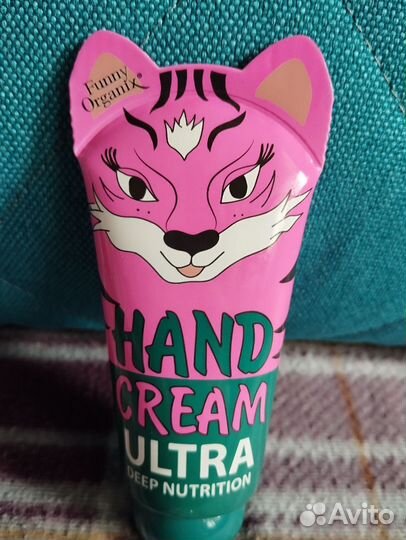 Funny
Organix®
HAND
CREAM
ULTRA
DEEP NUTRITION
Avito